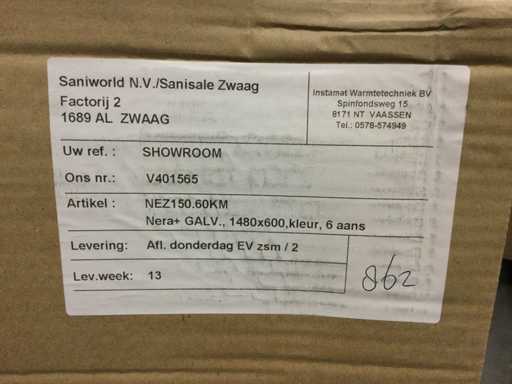 Saniworld N.V./Sanisale Zwaag
Factorij 2
1689 AL ZWAAG
Instamat Warmtetechniek BV
Spinfondsweg 15
8171 NT VAASSEN
Tel.: 0578-574949
Uw ref. : SHOWROOM
Ons nr.: V401565
Artikel : NEZ150.60KM
Nera+ GALV., 1480x600,kleur, 6 aans
Levering: Afl. donderdag EV zsm / 2
Lev.week: 13
862